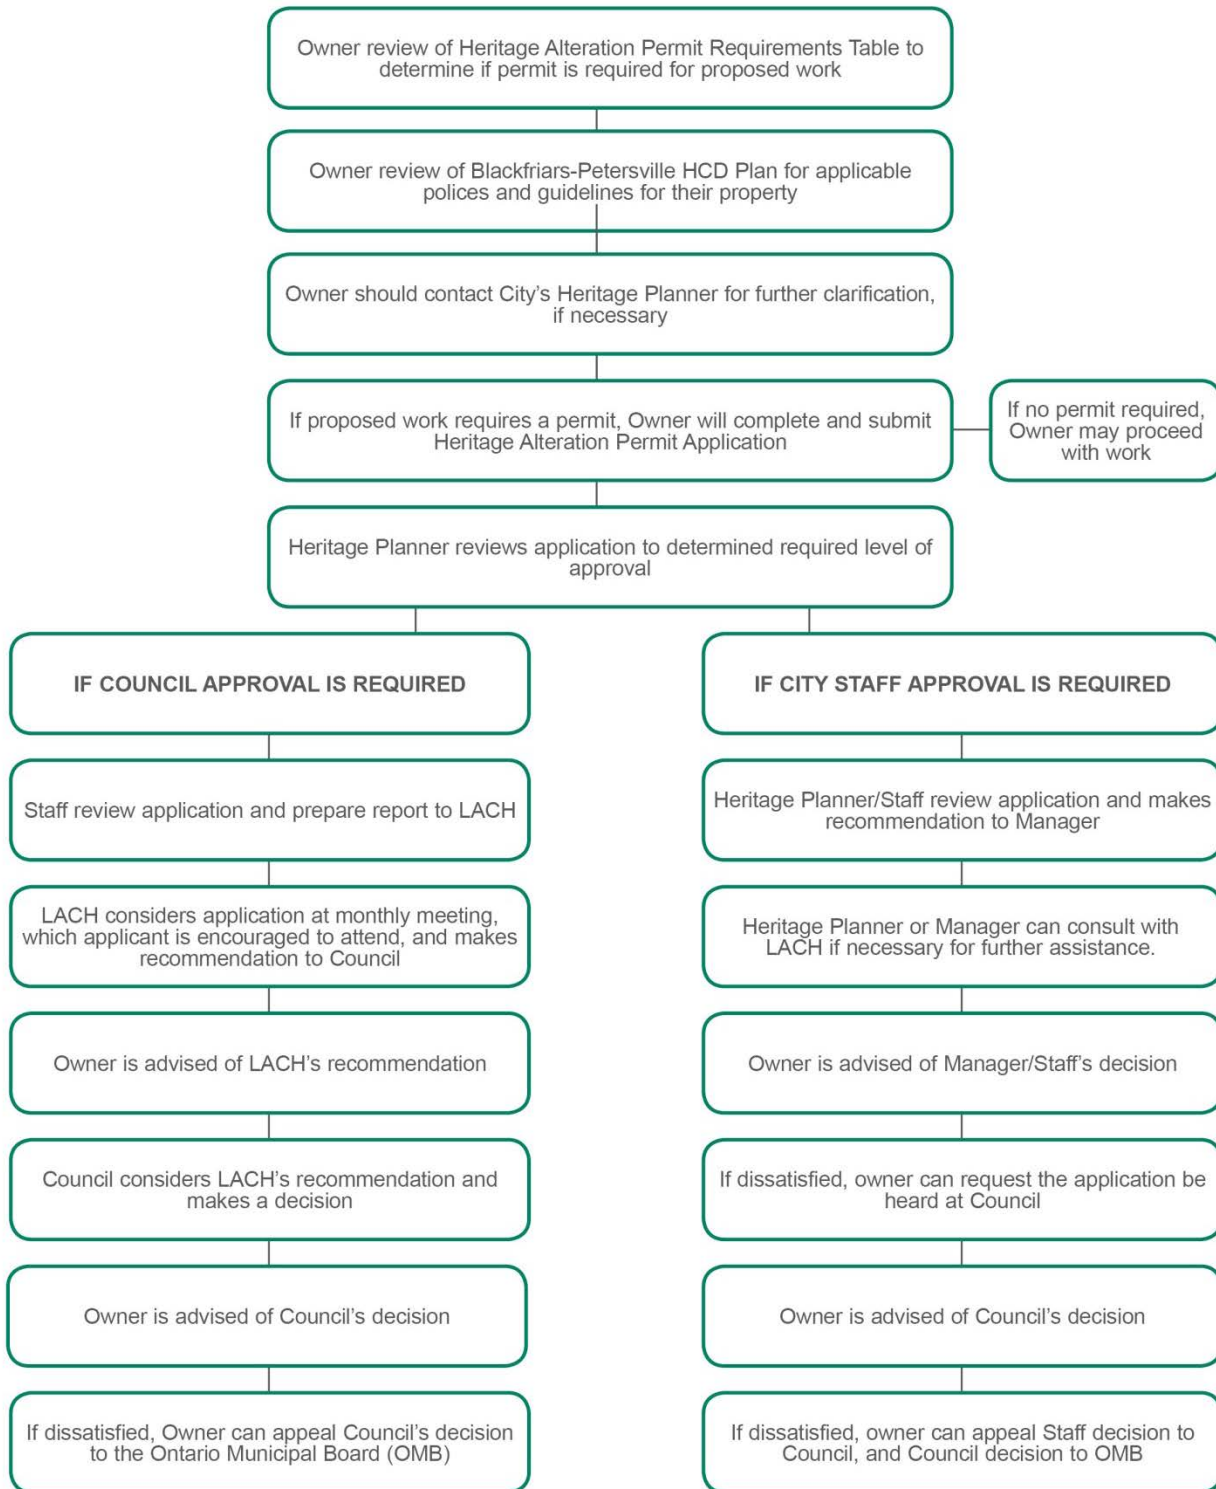 Owner review of Heritage Alteration Permit Requirements Table to
determine if permit is required for proposed work
Owner review of Blackfriars-Petersville HCD Plan for applicable
polices and guidelines for their property
Owner should contact City's Heritage Planner for further clarification,
if necessary
If proposed work requires a permit, Owner will complete and submit
Heritage Alteration Permit Application
If no permit required,
Owner may proceed
with work
Heritage Planner reviews application to determined required level of
approval
IF COUNCIL APPROVAL IS REQUIRED
Staff review application and prepare report to LACH
LACH considers application at monthly meeting,
which applicant is encouraged to attend, and makes
recommendation to Council
Owner is advised of LACH's recommendation
Council considers LACH's recommendation and
makes a decision
Owner is advised of Council's decision
If dissatisfied, Owner can appeal Council's decision
to the Ontario Municipal Board (OMB)
IF CITY STAFF APPROVAL IS REQUIRED
Heritage Planner/Staff review application and makes
recommendation to Manager
Heritage Planner or Manager can consult with
LACH if necessary for further assistance.
Owner is advised of Manager/Staff's decision
If dissatisfied, owner can request the application be
heard at Council
Owner is advised of Council's decision
If dissatisfied, owner can appeal Staff decision to
Council, and Council decision to OMB